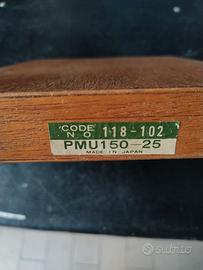 CODE NO. 118-102
PMU150-25
MADE IN JAPAN
subito